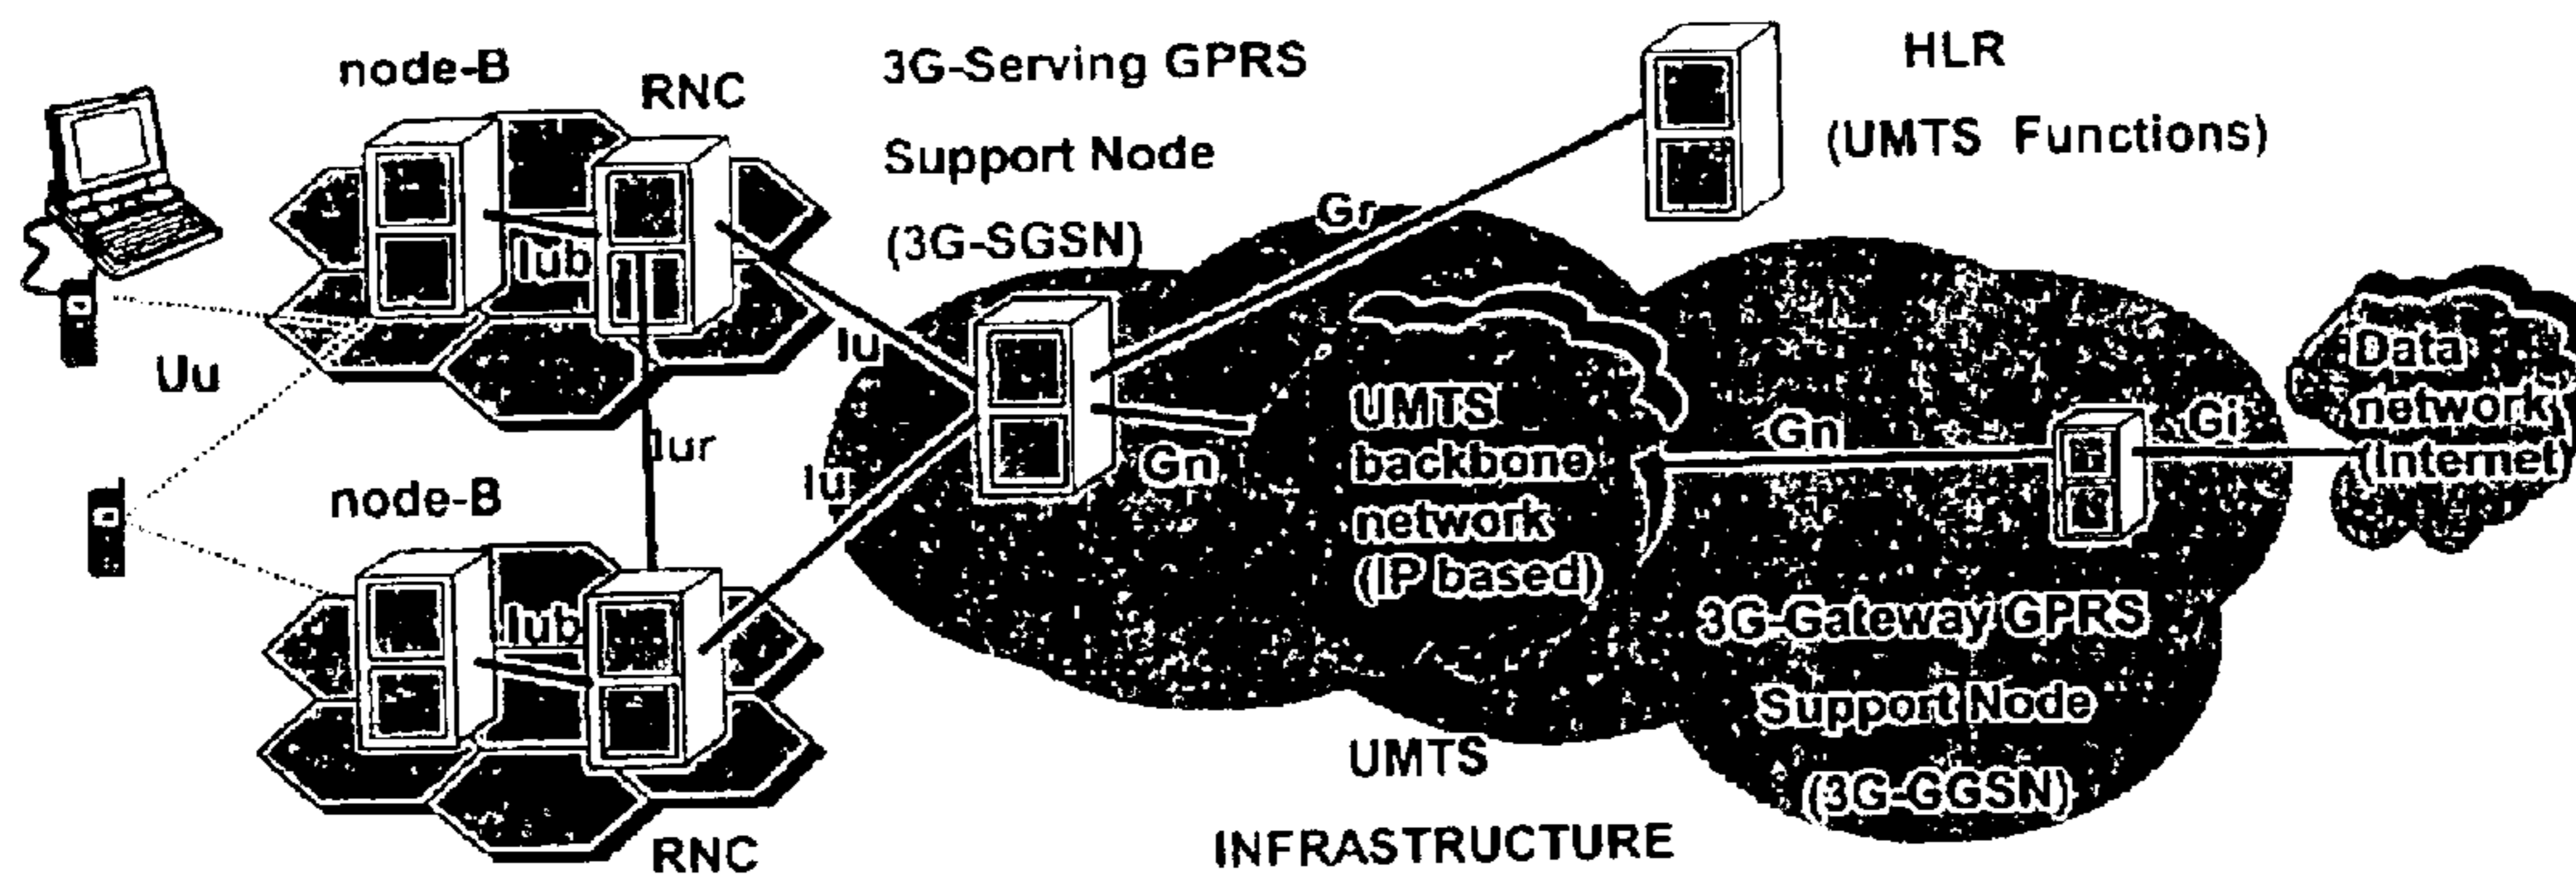 node-B
RNC
3G-Serving GPRS
Support Node
(3G-SGSN)
HLR
(UMTS Functions)
Iub
Uu
Iu
Iur
Gr
Gn
UMTS
backbone
network
(IP based)
Gn
Gi
Data
network
(Internet)
node-B
Iub
Iu
RNC
3G-Gateway GPRS
Support Node
(3G-GGSN)
UMTS
INFRASTRUCTURE